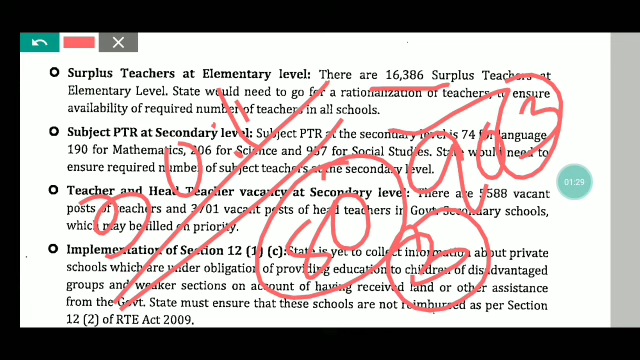 Surplus Teachers at Elementary level: There are 16,386 Surplus Teachers at
Elementary Level. State would need to go for a rationalization of teachers, to ensure
availability of required number of teachers in all schools.
Subject PTR at Secondary level: Subject PTR at the secondary level is 74 for language
190 for Mathematics, 206 for Science and 957 for Social Studies. State would need to
ensure required number of subject teachers at the secondary level.
Teacher and Head Teacher vacancy at Secondary level: There are 5588 vacant
posts of teachers and 3701 vacant posts of head teachers in Govt. Secondary schools,
which may be filled on priority.
Implementation of Section 12 (1) (c): State is yet to collect information about private
schools which are under obligation of providing education to children of disadvantaged
groups and weaker sections on account of having received land or other assistance
from the Govt. State must ensure that these schools are not reimbursed as per Section
12 (2) of RTE Act 2009.
01:29